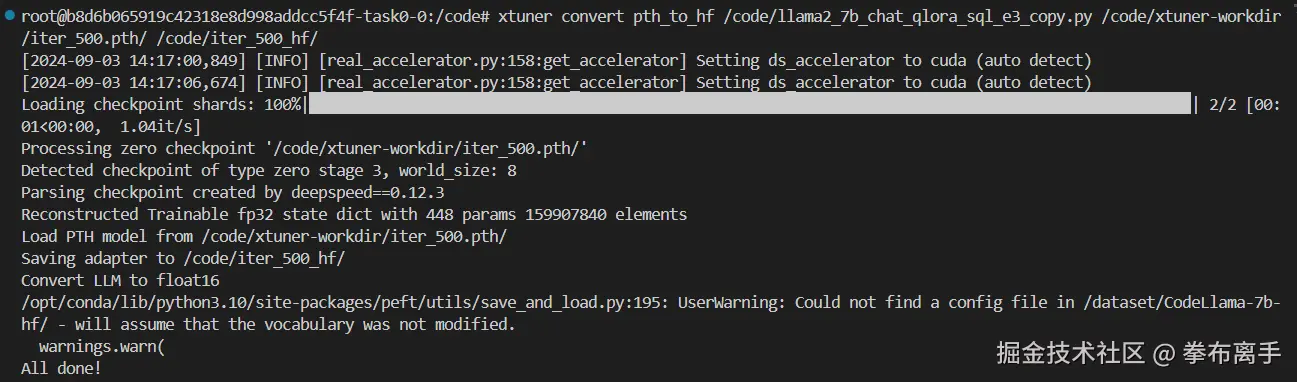 root@b8d6b065919c42318e8d998addcc5f4f-task0-0:/code# xtuner convert pth_to_hf /code/llama2_7b_chat_qlora_sql_e3_copy.py /code/xtuner-workdir
/iter_500.pth/ /code/iter_500_hf/
[2024-09-03 14:17:00,849] [INFO] [real_accelerator.py:158:get_accelerator] Setting ds_accelerator to cuda (auto detect)
[2024-09-03 14:17:06,674] [INFO] [real_accelerator.py:158:get_accelerator] Setting ds_accelerator to cuda (auto detect)
Loading checkpoint shards: 100%|██████████| 2/2 [00:
01<00:00,  1.04it/s]
Processing zero checkpoint '/code/xtuner-workdir/iter_500.pth/'
Detected checkpoint of type zero stage 3, world_size: 8
Parsing checkpoint created by deepspeed==0.12.3
Reconstructed Trainable fp32 state dict with 448 params 159907840 elements
Load PTH model from /code/xtuner-workdir/iter_500.pth/
Saving adapter to /code/iter_500_hf/
Convert LLM to float16
/opt/conda/lib/python3.10/site-packages/peft/utils/save_and_load.py:195: UserWarning: Could not find a config file in /dataset/CodeLlama-7b-
hf/ - will assume that the vocabulary was not modified.
  warnings.warn(
All done!
掘金技术社区 @ 拳布离手